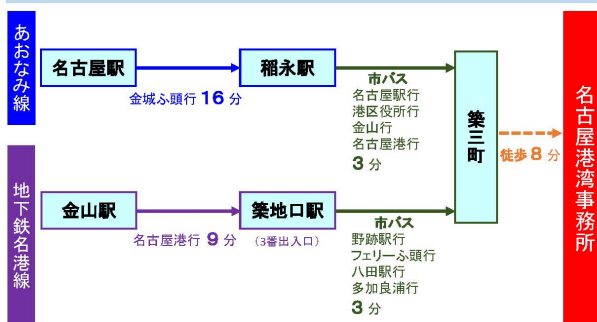 あおなみ線
名古屋駅
金城ふ頭行 16 分
稲永駅
市バス
名古屋駅行
港区役所行
金山行
名古屋港行
3 分
地下鉄名港線
金山駅
名古屋港行 9 分
築地口駅
(3番出入口)
市バス
野跡駅行
フェリーふ頭行
八田駅行
多加良浦行
3 分
築三町
徒歩 8 分
名古屋港湾事務所